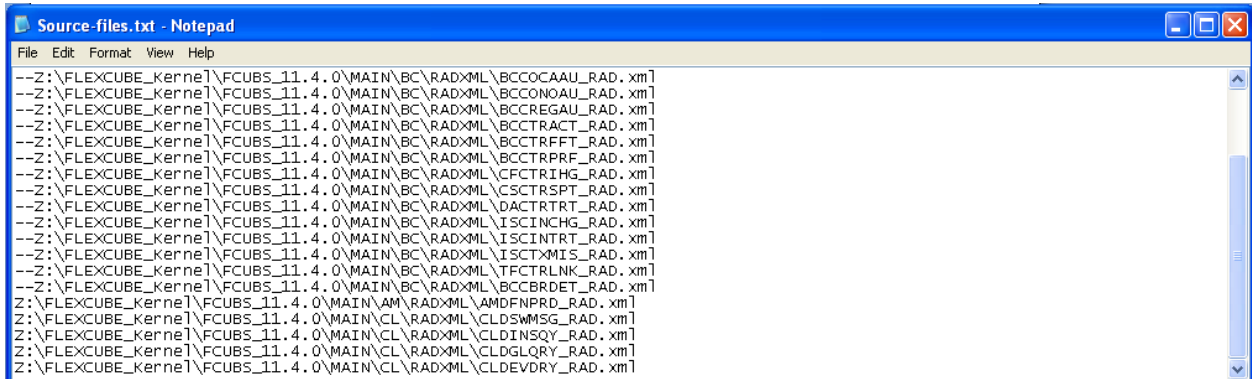 Source-files.txt - Notepad
File Edit Format View Help
--Z:\FLEXCUBE_Kernel\FCUBS_11.4.0\MAIN\BC\RADXML\BCCOCAAU_RAD.xml
--Z:\FLEXCUBE_Kernel\FCUBS_11.4.0\MAIN\BC\RADXML\BCCONOAU_RAD.xml
--Z:\FLEXCUBE_Kernel\FCUBS_11.4.0\MAIN\BC\RADXML\BCCREGAU_RAD.xml
--Z:\FLEXCUBE_Kernel\FCUBS_11.4.0\MAIN\BC\RADXML\BCCTRACT_RAD.xml
--Z:\FLEXCUBE_Kernel\FCUBS_11.4.0\MAIN\BC\RADXML\BCCTRFFT_RAD.xml
--Z:\FLEXCUBE_Kernel\FCUBS_11.4.0\MAIN\BC\RADXML\BCCTRPRF_RAD.xml
--Z:\FLEXCUBE_Kernel\FCUBS_11.4.0\MAIN\BC\RADXML\CFCTRIHG_RAD.xml
--Z:\FLEXCUBE_Kernel\FCUBS_11.4.0\MAIN\BC\RADXML\CSCTRSPT_RAD.xml
--Z:\FLEXCUBE_Kernel\FCUBS_11.4.0\MAIN\BC\RADXML\DACTRTRT_RAD.xml
--Z:\FLEXCUBE_Kernel\FCUBS_11.4.0\MAIN\BC\RADXML\ISCINCHG_RAD.xml
--Z:\FLEXCUBE_Kernel\FCUBS_11.4.0\MAIN\BC\RADXML\ISCINTRT_RAD.xml
--Z:\FLEXCUBE_Kernel\FCUBS_11.4.0\MAIN\BC\RADXML\ISCTXMIS_RAD.xml
--Z:\FLEXCUBE_Kernel\FCUBS_11.4.0\MAIN\BC\RADXML\TFCTRLNK_RAD.xml
--Z:\FLEXCUBE_Kernel\FCUBS_11.4.0\MAIN\BC\RADXML\BCCBRDET_RAD.xml
Z:\FLEXCUBE_Kernel\FCUBS_11.4.0\MAIN\AM\RADXML\AMDFNPRD_RAD.xml
Z:\FLEXCUBE_Kernel\FCUBS_11.4.0\MAIN\CL\RADXML\CLDSWMSG_RAD.xml
Z:\FLEXCUBE_Kernel\FCUBS_11.4.0\MAIN\CL\RADXML\CLDINSQY_RAD.xml
Z:\FLEXCUBE_Kernel\FCUBS_11.4.0\MAIN\CL\RADXML\CLDGLQRY_RAD.xml
Z:\FLEXCUBE_Kernel\FCUBS_11.4.0\MAIN\CL\RADXML\CLDEVDRY_RAD.xml